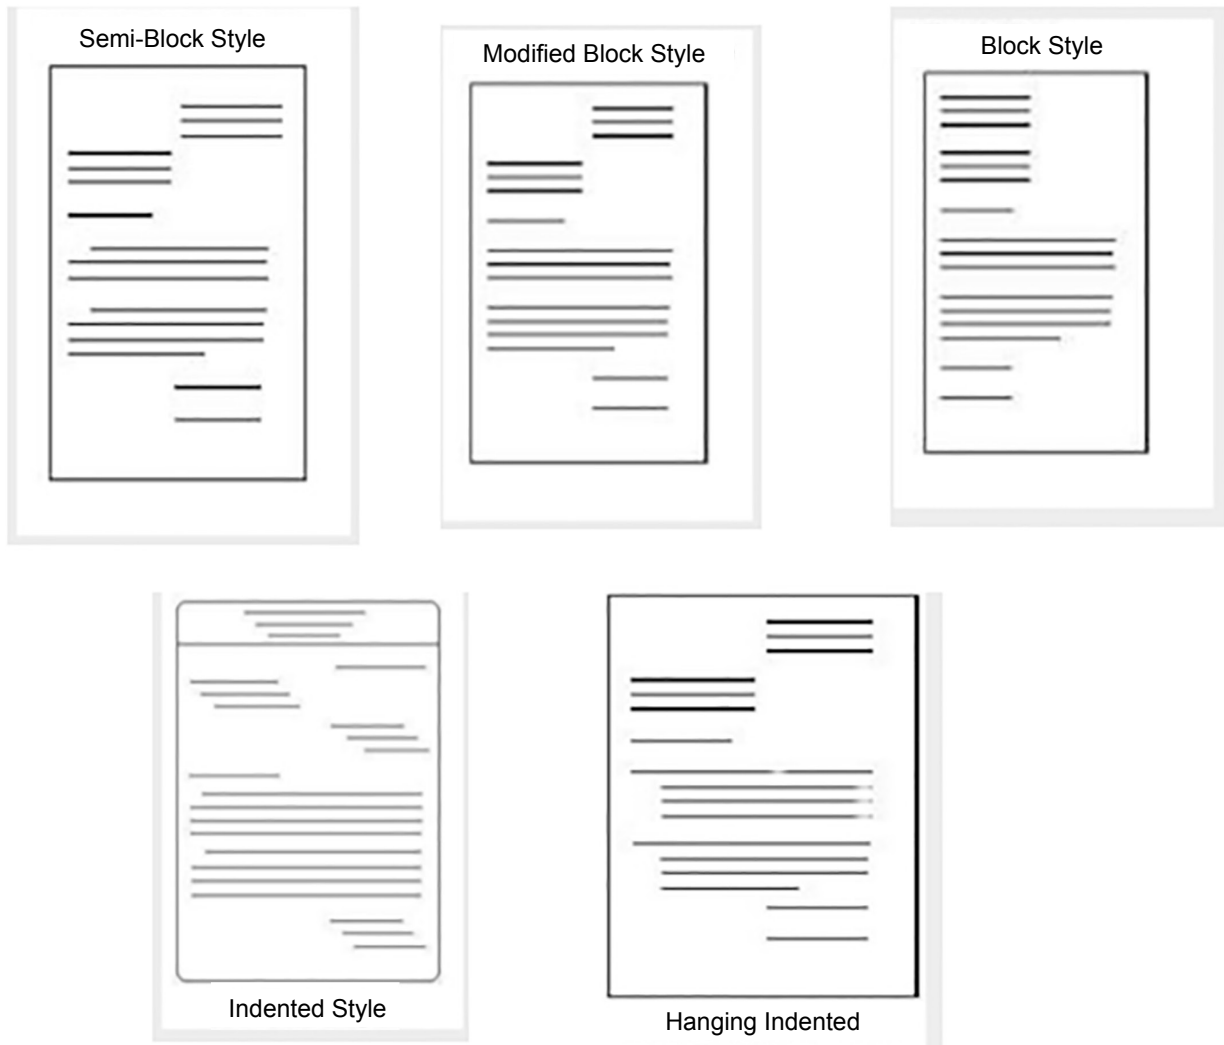 Semi-Block Style
Modified Block Style
Block Style
Indented Style
Hanging Indented